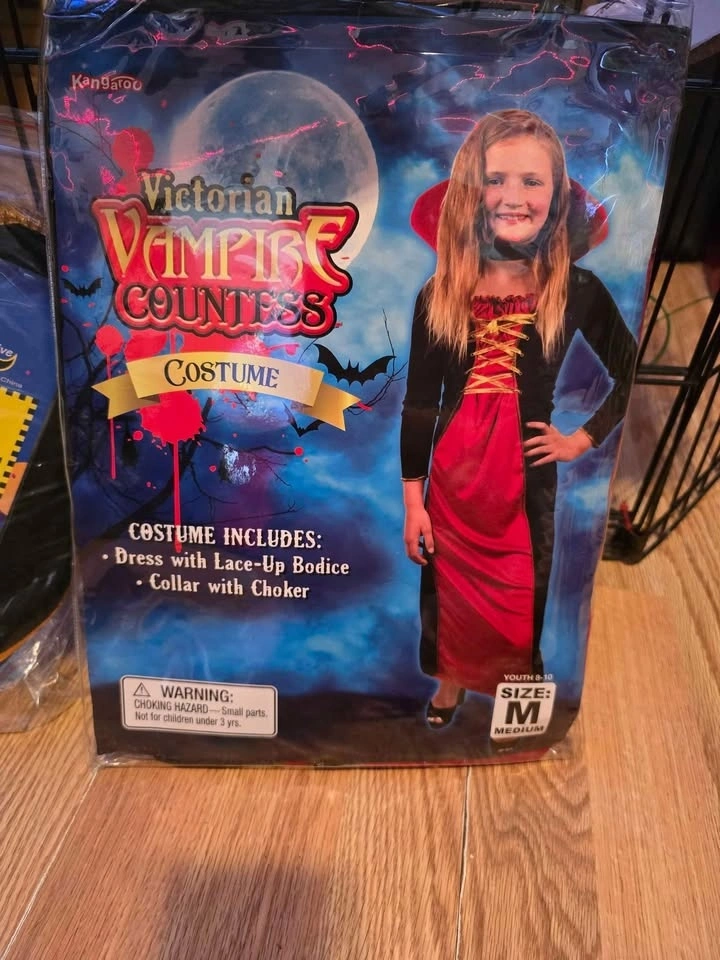 Kangaroo
Victorian
VAMPIRE
COUNTESS
COSTUME
COSTUME INCLUDES:
• Dress with Lace-Up Bodice
• Collar with Choker
WARNING:
CHOKING HAZARD—Small parts.
Not for children under 3 yrs.
YOUTH 8-10
SIZE:
M
MEDIUM
China